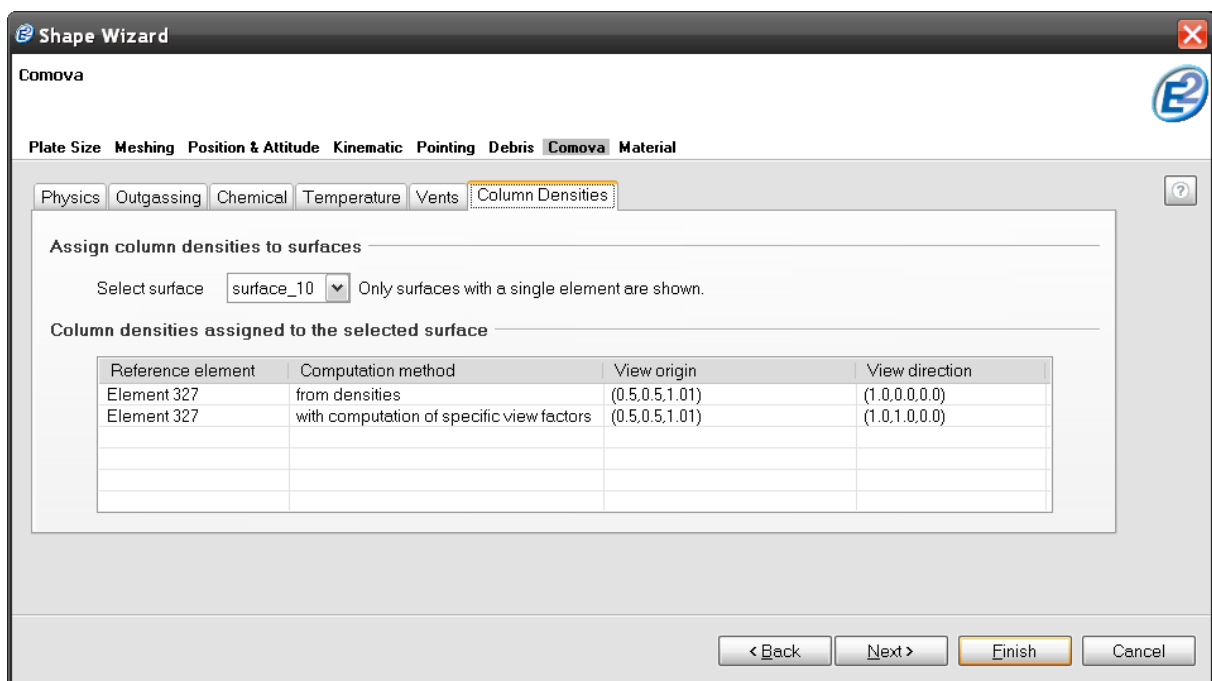 Shape Wizard
Comova
E2
Plate Size Meshing Position & Attitude Kinematic Pointing Debris Comova Material
Physics Outgassing Chemical Temperature Vents Column Densities
?
Assign column densities to surfaces
Select surface surface_10 Only surfaces with a single element are shown.
Column densities assigned to the selected surface
Reference element Computation method View origin View direction
Element 327 from densities (0.5,0.5,1.01) (1.0,0.0,0.0)
Element 327 with computation of specific view factors (0.5,0.5,1.01) (1.0,1.0,0.0)
< Back Next > Finish Cancel